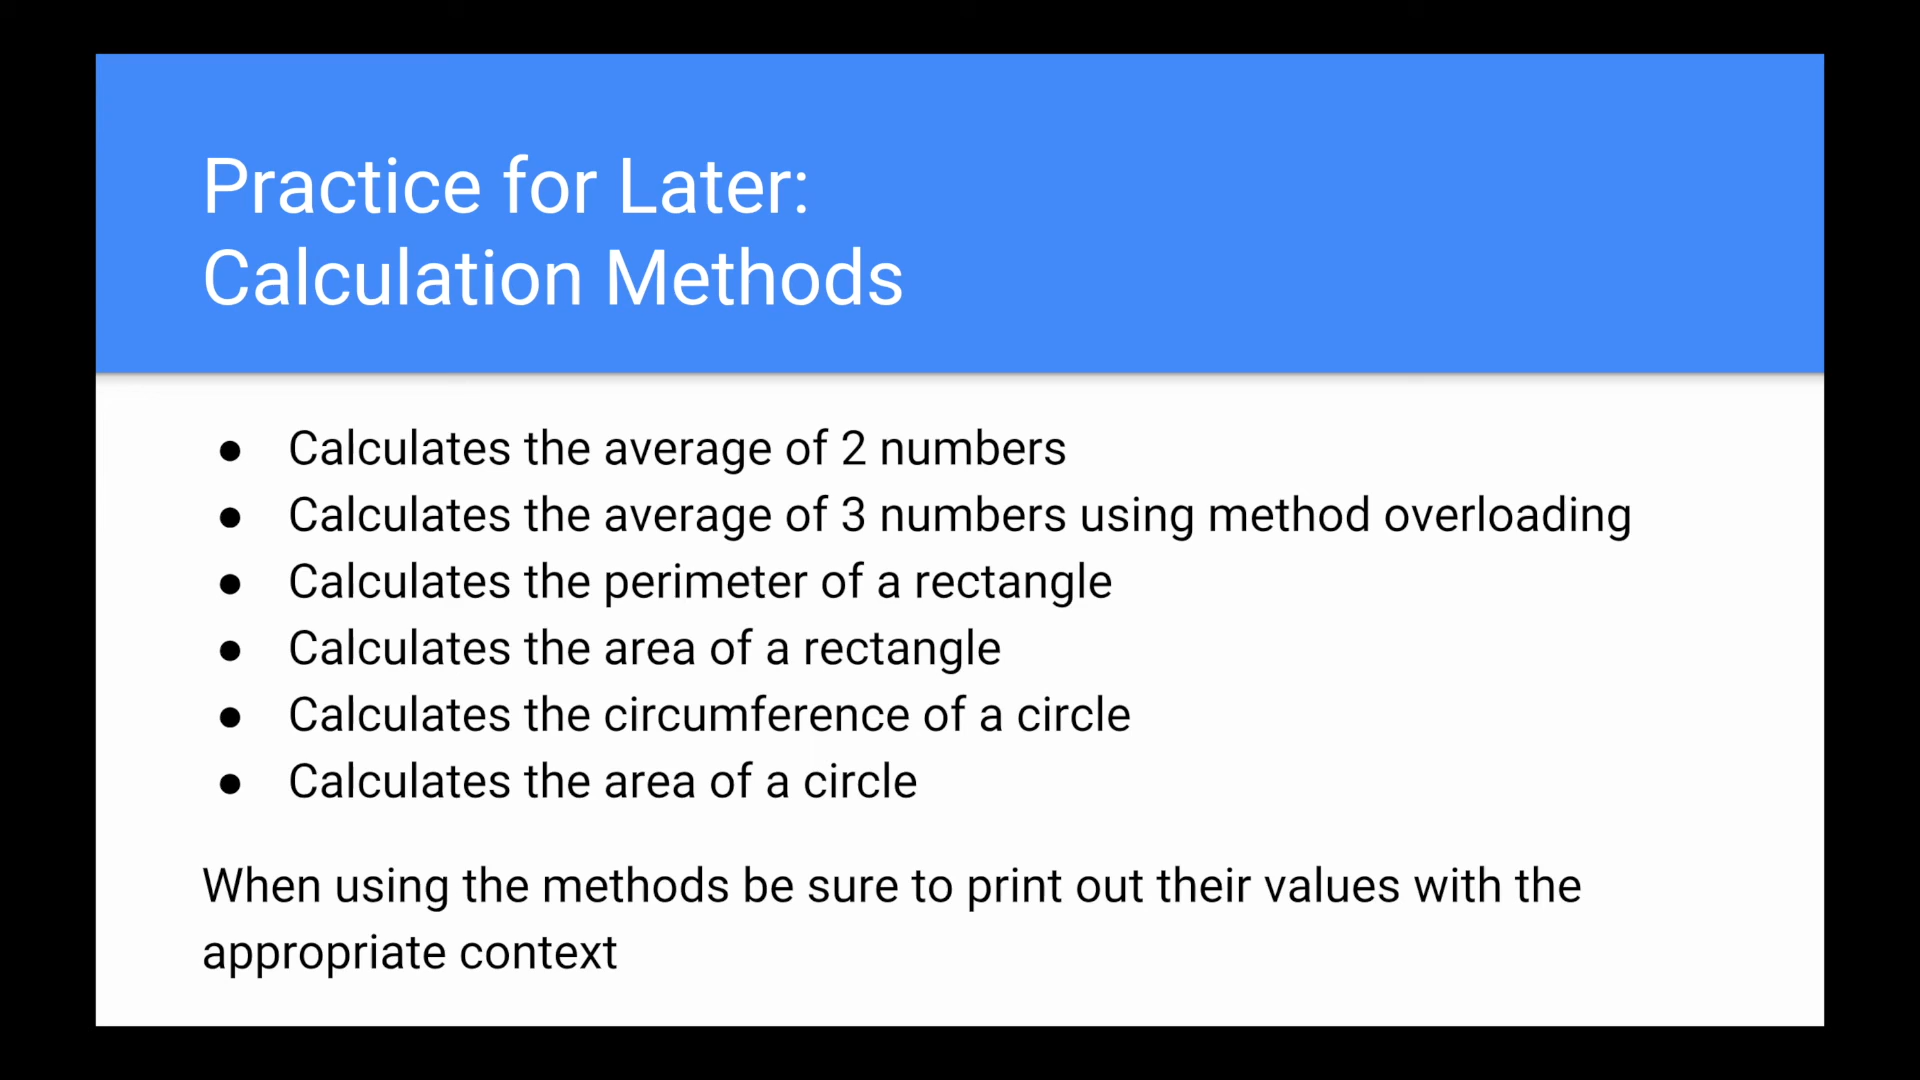 Practice for Later:
Calculation Methods
● Calculates the average of 2 numbers
● Calculates the average of 3 numbers using method overloading
● Calculates the perimeter of a rectangle
● Calculates the area of a rectangle
● Calculates the circumference of a circle
● Calculates the area of a circle
When using the methods be sure to print out their values with the
appropriate context